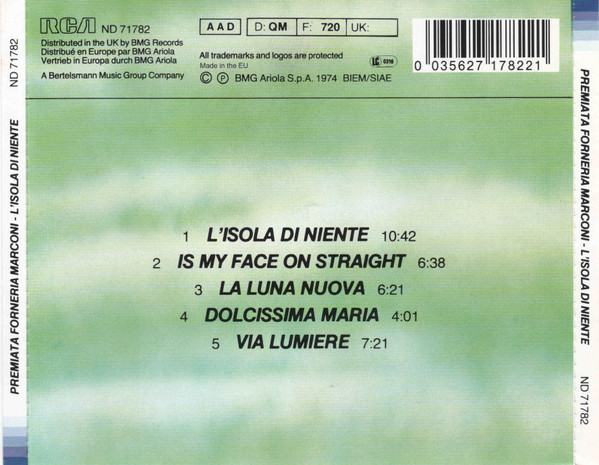 PREMIATA FORNERIA MARCONI - L'ISOLA DI NIENTE
ND 71782
RCA ND 71782
Distributed in the UK by BMG Records
Distribué en Europe par BMG Ariola
Vertrieb in Europa durch BMG Ariola
A Bertelsmann Music Group Company
A A D
D: QM F: 720 UK:
All trademarks and logos are protected
Made in the EU
LC 0316
© ℗ BMG Ariola S.p.A. 1974 BIEM/SIAE
0 035627 178221
1 L'ISOLA DI NIENTE 10:42
2 IS MY FACE ON STRAIGHT 6:38
3 LA LUNA NUOVA 6:21
4 DOLCISSIMA MARIA 4:01
5 VIA LUMIERE 7:21
PREMIATA FORNERIA MARCONI - L'ISOLA DI NIENTE
ND 71782